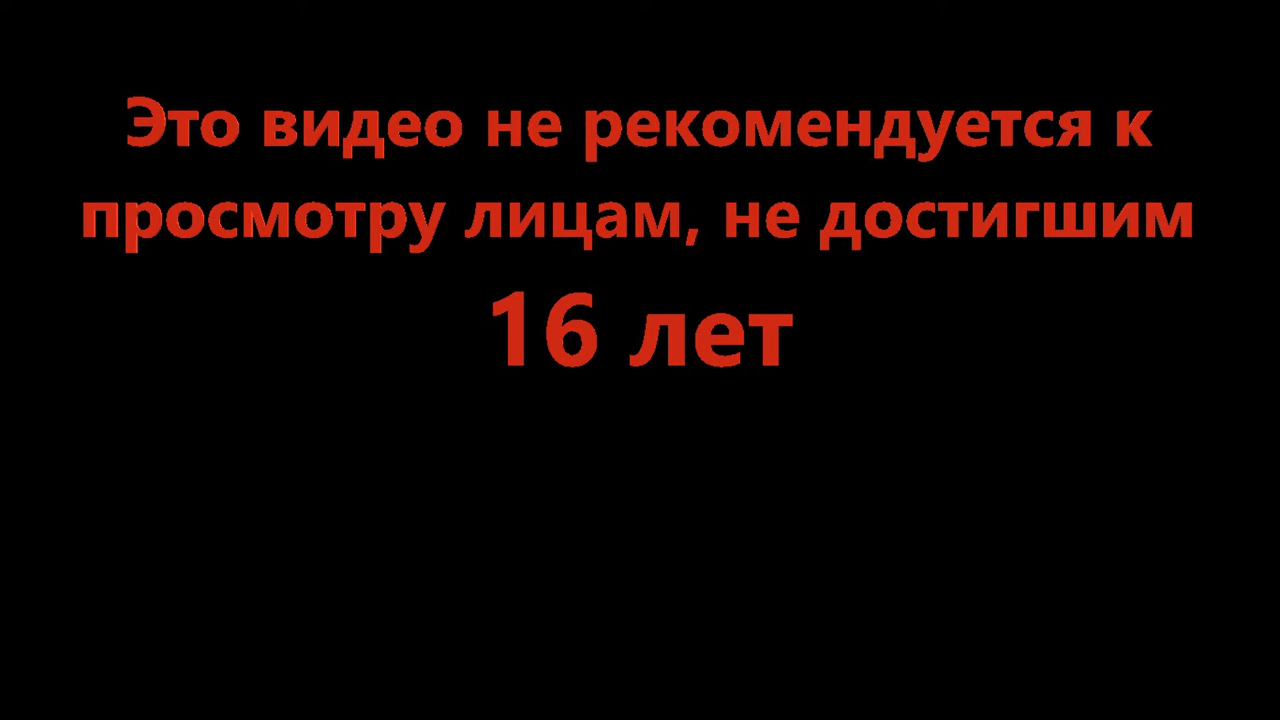 Это видео не рекомендуется к
просмотру лицам, не достигшим
16 лет